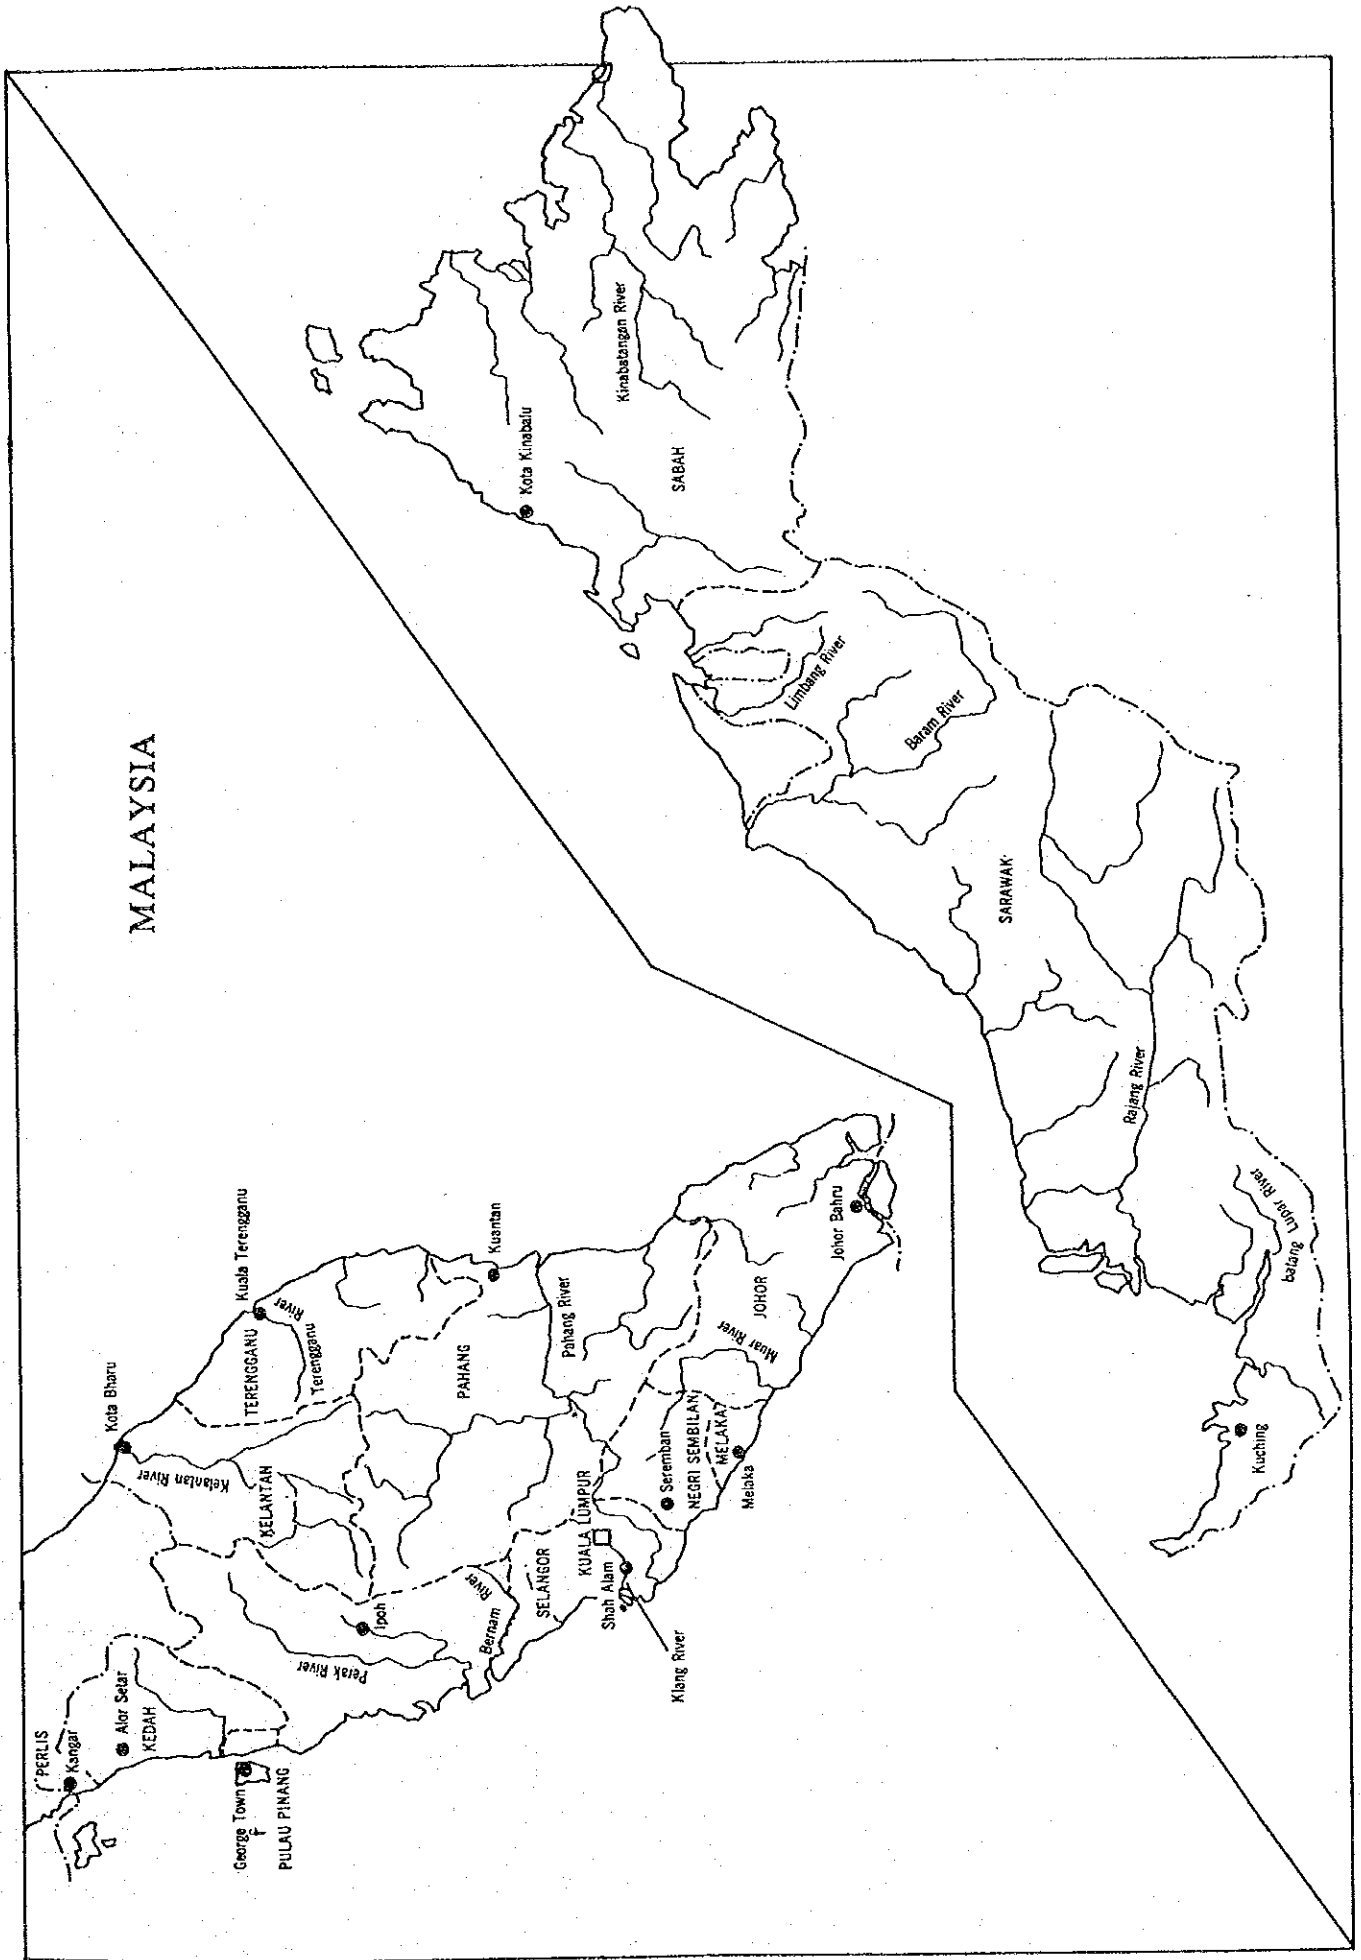 MALAYSIA
PERLIS
Kangar
Alor Setar
KEDAH
George Town
PULAU PINANG
Kota Bharu
Kelantan River
KELANTAN
Kuala Terengganu
TERENGGANU
Terengganu River
Perak River
Ipoh
Bernam River
PAHANG
Kuantan
Pahang River
SELANGOR
KUALA LUMPUR
Shah Alam
Klang River
Seremban
NEGRI SEMBILAN
MELAKA
Melaka
Muar River
JOHOR
Johor Bahru
Kota Kinabalu
Kinabatangan River
SABAH
Limbang River
Baram River
SARAWAK
Rajang River
batang Lupar River
Kuching